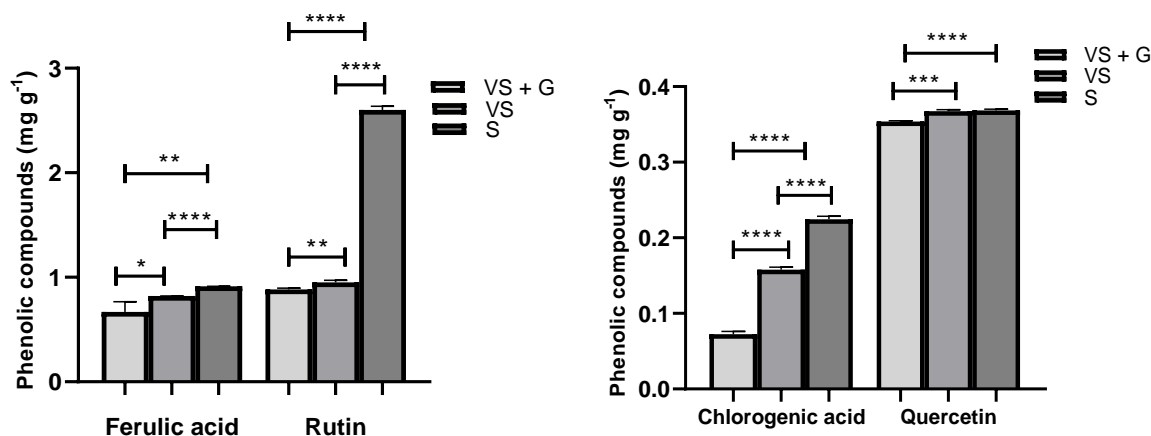 ****
****
**
****
*
**
3
2
1
0
Phenolic compounds (mg g-1)
Ferulic acid
Rutin
VS + G
VS
S
****
***
****
****
****
0.4
0.3
0.2
0.1
0.0
Phenolic compounds (mg g-1)
Chlorogenic acid
Quercetin
VS + G
VS
S